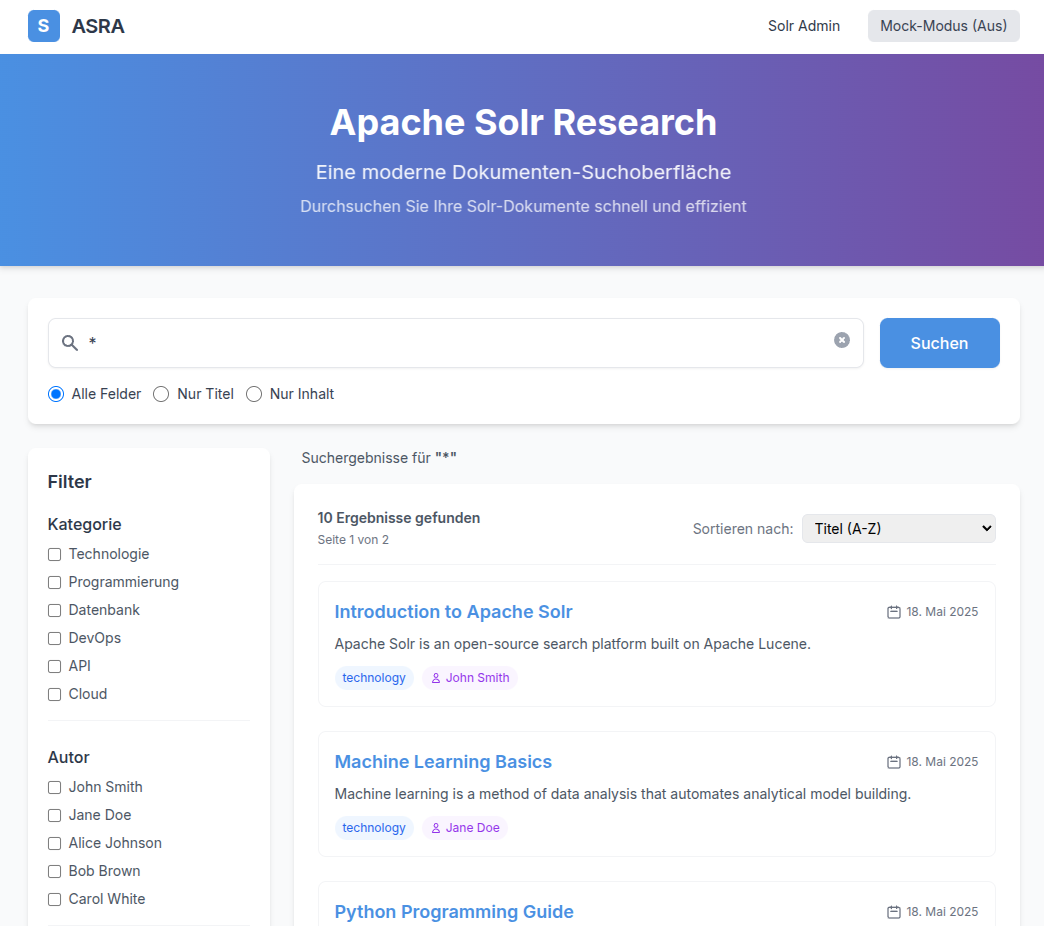 S ASRA
Solr Admin
Mock-Modus (Aus)
Apache Solr Research
Eine moderne Dokumenten-Suchoberfläche
Durchsuchen Sie Ihre Solr-Dokumente schnell und effizient
*
Suchen
Alle Felder Nur Titel Nur Inhalt
Filter
Kategorie
Technologie
Programmierung
Datenbank
DevOps
API
Cloud
Autor
John Smith
Jane Doe
Alice Johnson
Bob Brown
Carol White
Suchergebnisse für "*"
10 Ergebnisse gefunden
Seite 1 von 2
Sortieren nach: Titel (A-Z)
Introduction to Apache Solr
18. Mai 2025
Apache Solr is an open-source search platform built on Apache Lucene.
technology John Smith
Machine Learning Basics
18. Mai 2025
Machine learning is a method of data analysis that automates analytical model building.
technology Jane Doe
Python Programming Guide
18. Mai 2025